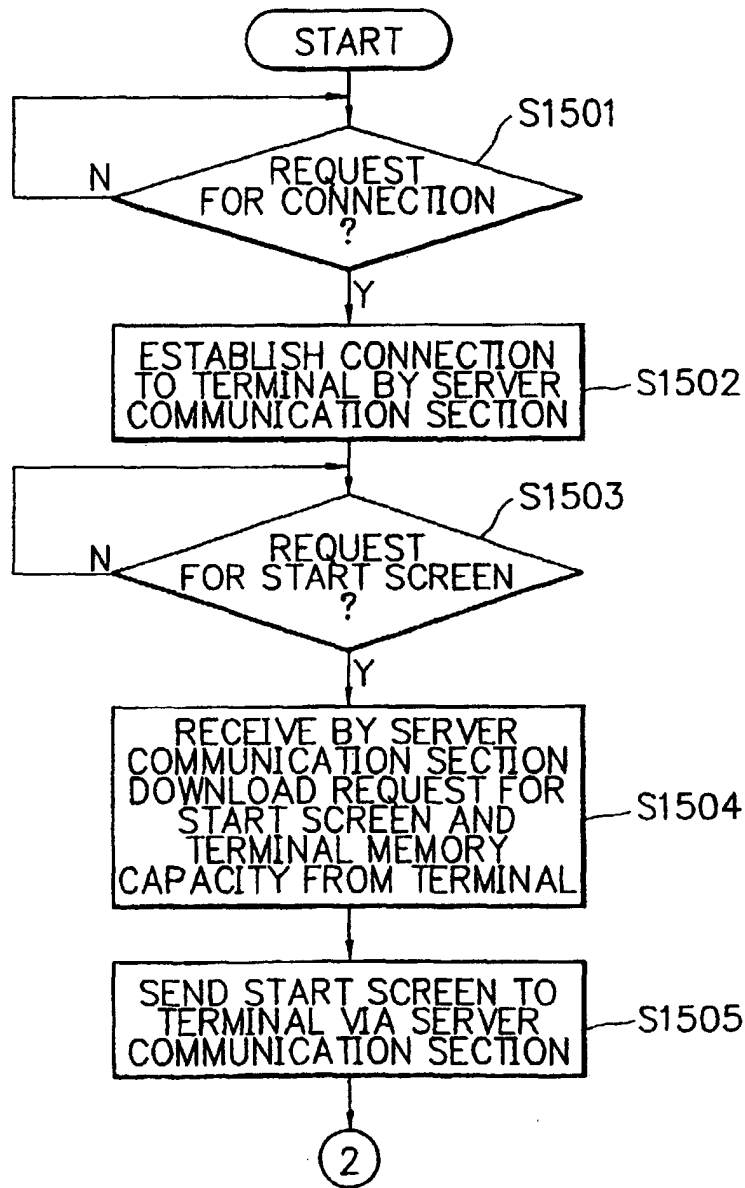 START
S1501
REQUEST
FOR CONNECTION
?
N
Y
ESTABLISH CONNECTION
TO TERMINAL BY SERVER
COMMUNICATION SECTION
S1502
S1503
REQUEST
FOR START SCREEN
?
N
Y
RECEIVE BY SERVER
COMMUNICATION SECTION
DOWNLOAD REQUEST FOR
START SCREEN AND
TERMINAL MEMORY
CAPACITY FROM TERMINAL
S1504
SEND START SCREEN TO
TERMINAL VIA SERVER
COMMUNICATION SECTION
S1505
2